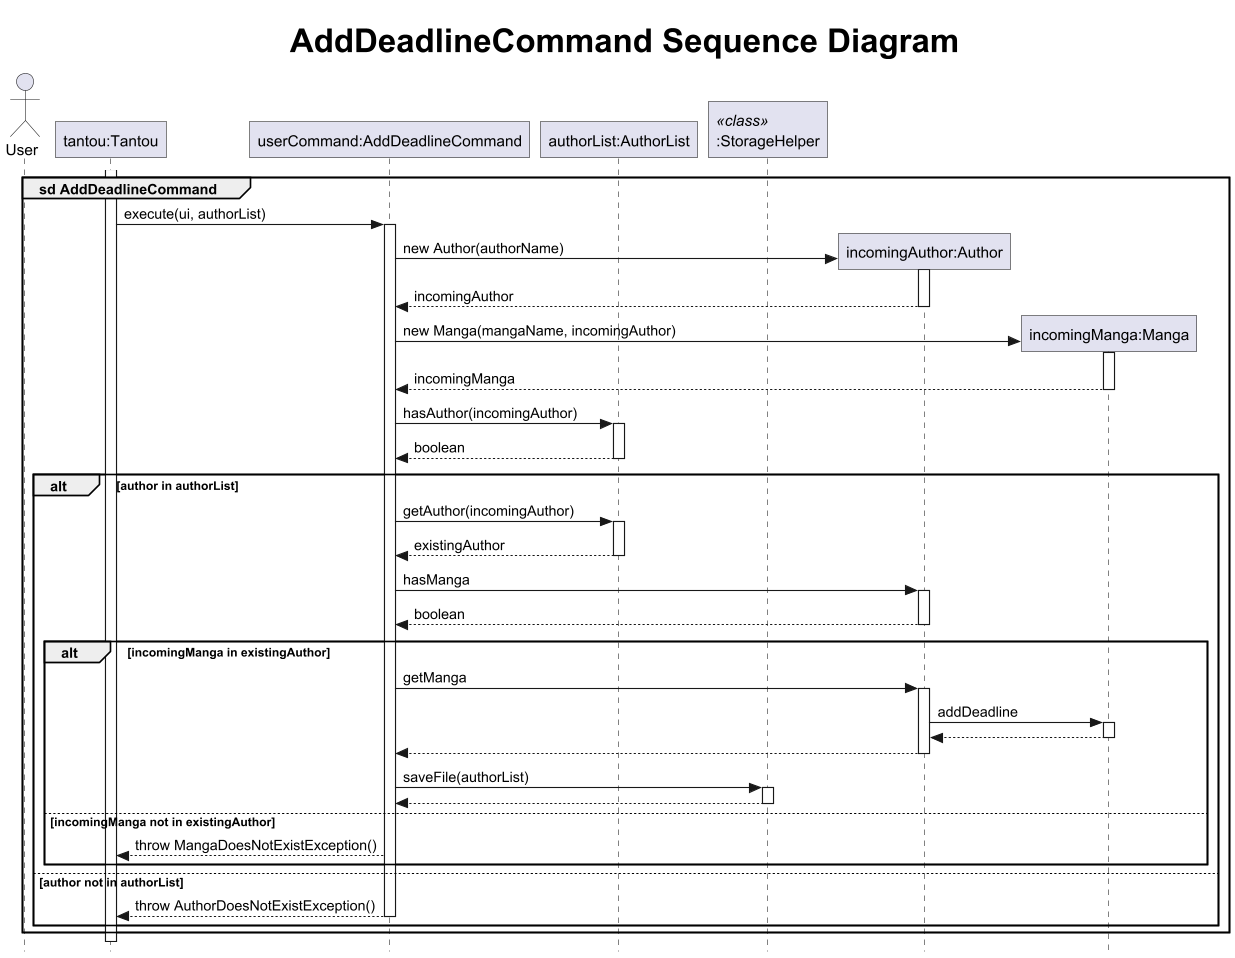 AddDeadlineCommand Sequence Diagram
User
tantou:Tantou
userCommand:AddDeadlineCommand
authorList:AuthorList
«class»
:StorageHelper
sd AddDeadlineCommand
execute(ui, authorList)
new Author(authorName)
incomingAuthor:Author
incomingAuthor
new Manga(mangaName, incomingAuthor)
incomingManga:Manga
incomingManga
hasAuthor(incomingAuthor)
boolean
alt
[author in authorList]
getAuthor(incomingAuthor)
existingAuthor
hasManga
boolean
alt
[incomingManga in existingAuthor]
getManga
addDeadline
saveFile(authorList)
[incomingManga not in existingAuthor]
throw MangaDoesNotExistException()
[author not in authorList]
throw AuthorDoesNotExistException()